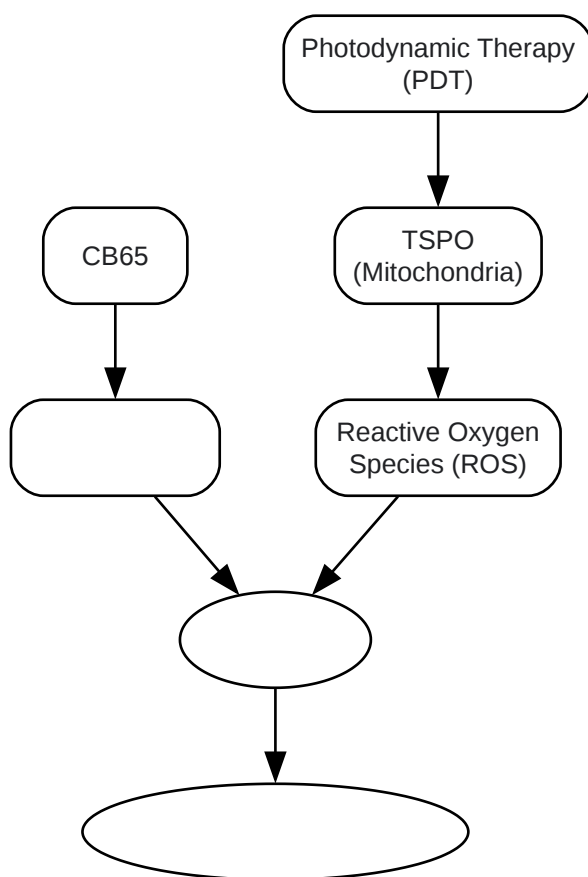 Photodynamic Therapy
(PDT)
CB65
TSPO
(Mitochondria)
Reactive Oxygen
Species (ROS)